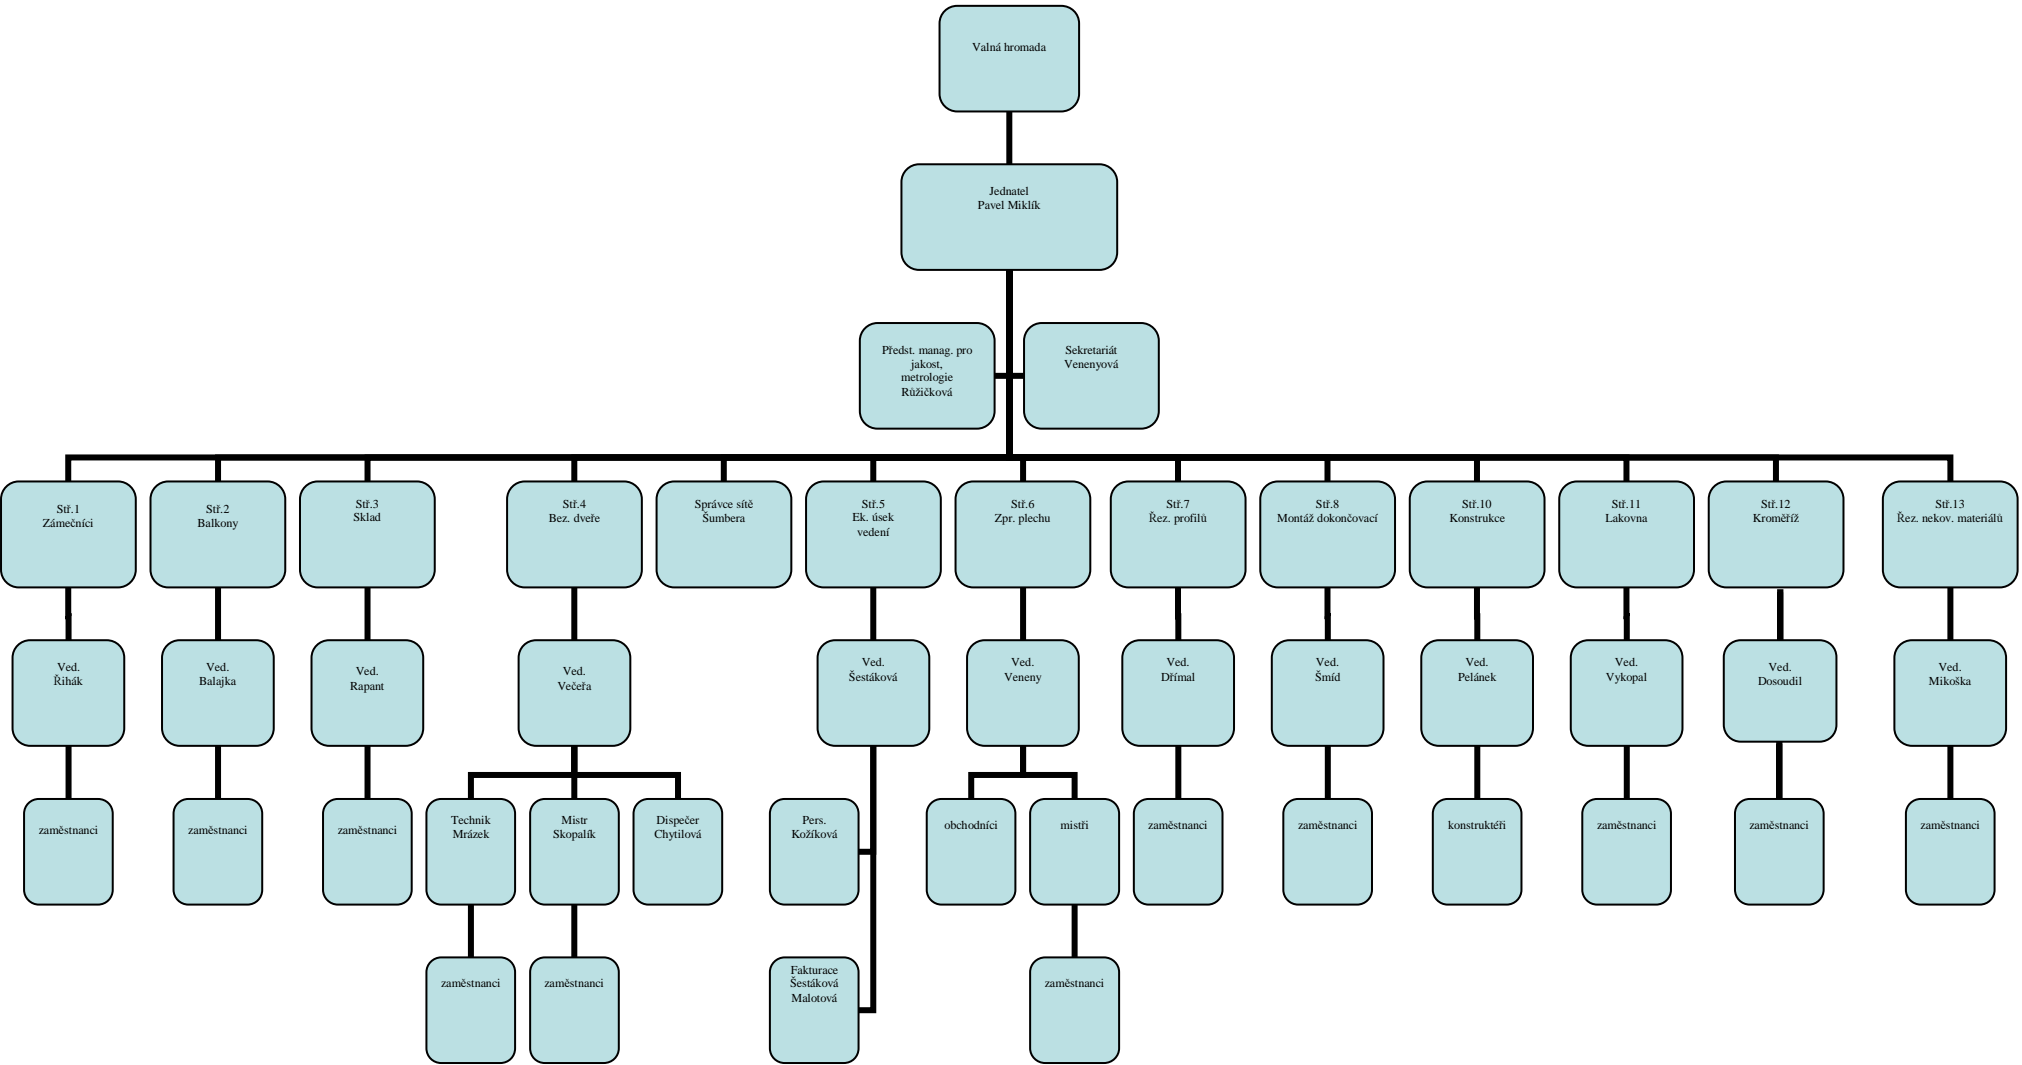 Valná hromada
Jednatel
Pavel Miklík
Předst. manag. pro
jakost,
metrologie
Růžičková
Sekretariát
Venenyová
Stř.1
Zámečníci
Stř.2
Balkony
Stř.3
Sklad
Stř.4
Bez. dveře
Správce sítě
Šumbera
Stř.5
Ek. úsek
vedení
Stř.6
Zpr. plechu
Stř.7
Řez. profilů
Stř.8
Montáž dokončovací
Stř.10
Konstrukce
Stř.11
Lakovna
Stř.12
Kroměříž
Stř.13
Řez. nekov. materiálů
Ved.
Řihák
Ved.
Balajka
Ved.
Rapant
Ved.
Večeřa
Ved.
Šestáková
Ved.
Veneny
Ved.
Dřímal
Ved.
Šmíd
Ved.
Pelánek
Ved.
Vykopal
Ved.
Dosoudil
Ved.
Mikoška
zaměstnanci
zaměstnanci
zaměstnanci
Technik
Mrázek
Mistr
Skopalík
Dispečer
Chytilová
Pers.
Kožíková
obchodníci
mistři
zaměstnanci
zaměstnanci
konstruktéři
zaměstnanci
zaměstnanci
zaměstnanci
zaměstnanci
zaměstnanci
Fakturace
Šestáková
Malotová
zaměstnanci